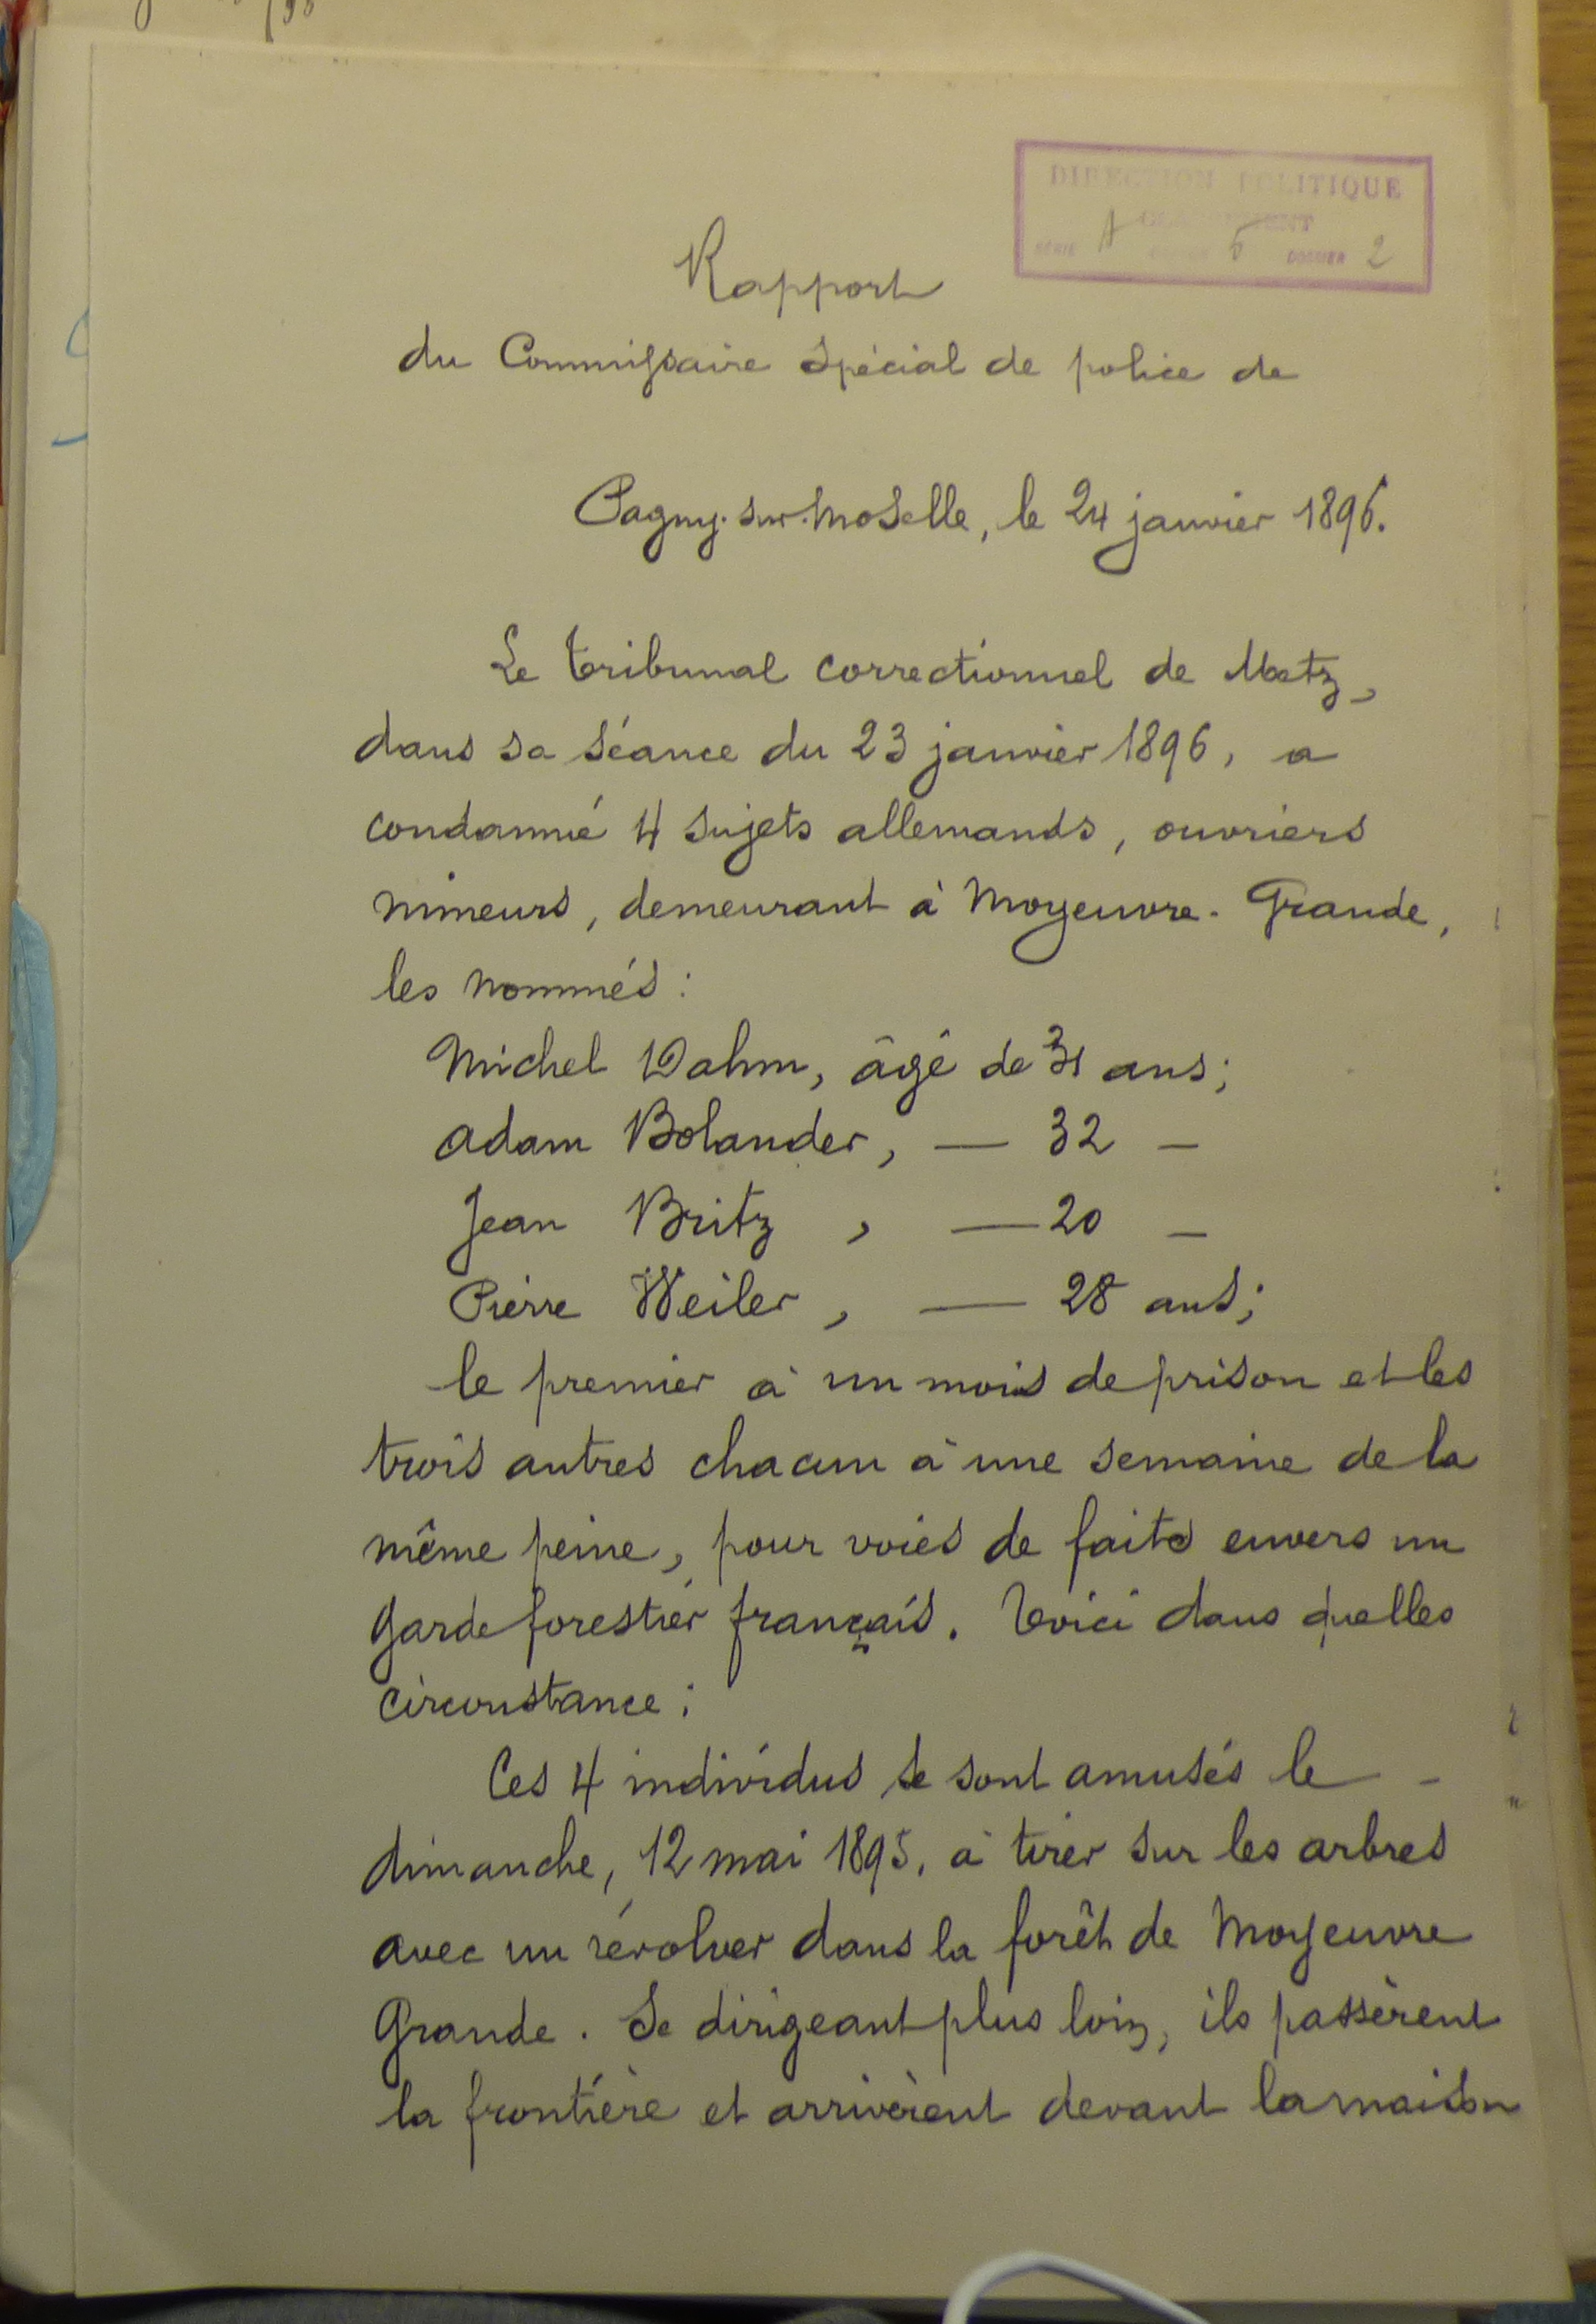 DIRECTION POLITIQUE
SÉRIE A 5 DOSSIER 2
Rapport
du Commissaire spécial de police de
Pagny-sur-Moselle, le 24 janvier 1896.
Le tribunal correctionnel de Metz,
dans sa séance du 23 janvier 1896, a
condamné 4 sujets allemands, ouvriers
mineurs, demeurant à Moyeuvre-Grande,
les nommés :
Michel Dahm, âgé de 31 ans;
Adam Bolander, — 32 —
Jean Britz, — 20 —
Pierre Weiler, — 28 ans;
le premier à un mois de prison et les
trois autres chacun à une semaine de la
même peine, pour voies de faits envers un
garde forestier français. Voici dans quelles
circonstance :
Ces 4 individus se sont amusés le -
dimanche, 12 mai 1895, à tirer sur les arbres
avec un révolver dans la forêt de Moyeuvre
Grande. Se dirigeant plus loin, ils passèrent
la frontière et arrivèrent devant la maison